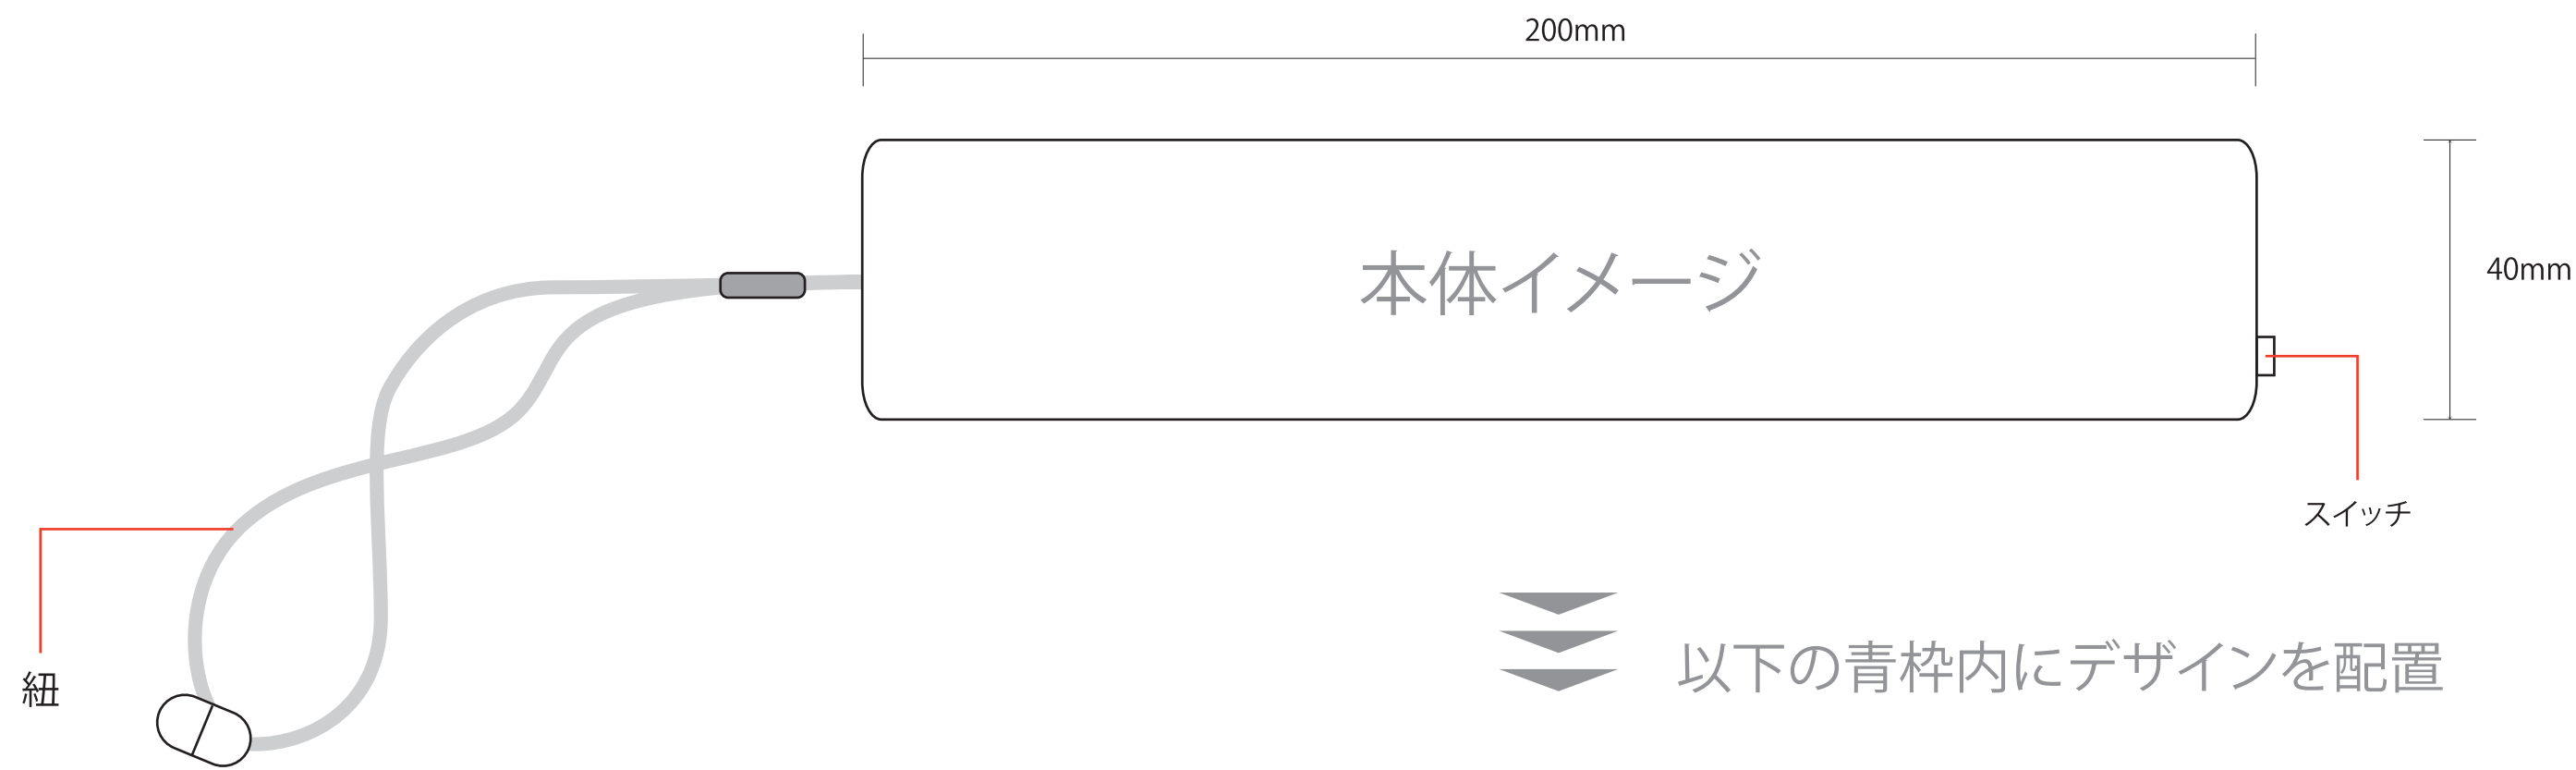 200mm
本体イメージ
40mm
スイッチ
以下の青枠内にデザインを配置
紐